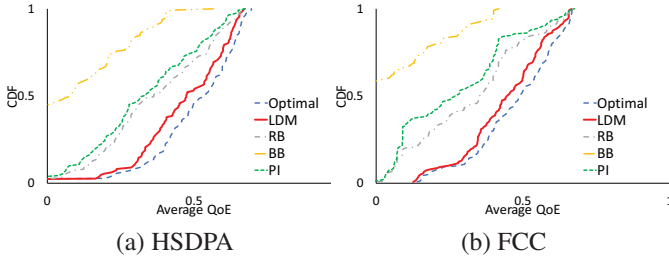 1
CDF
0.5
0
0
0.5
1
Average QoE
Optimal
LDM
RB
BB
PI
(a) HSDPA
1
CDF
0.5
0
0
0.5
1
Average QoE
Optimal
LDM
RB
BB
PI
(b) FCC